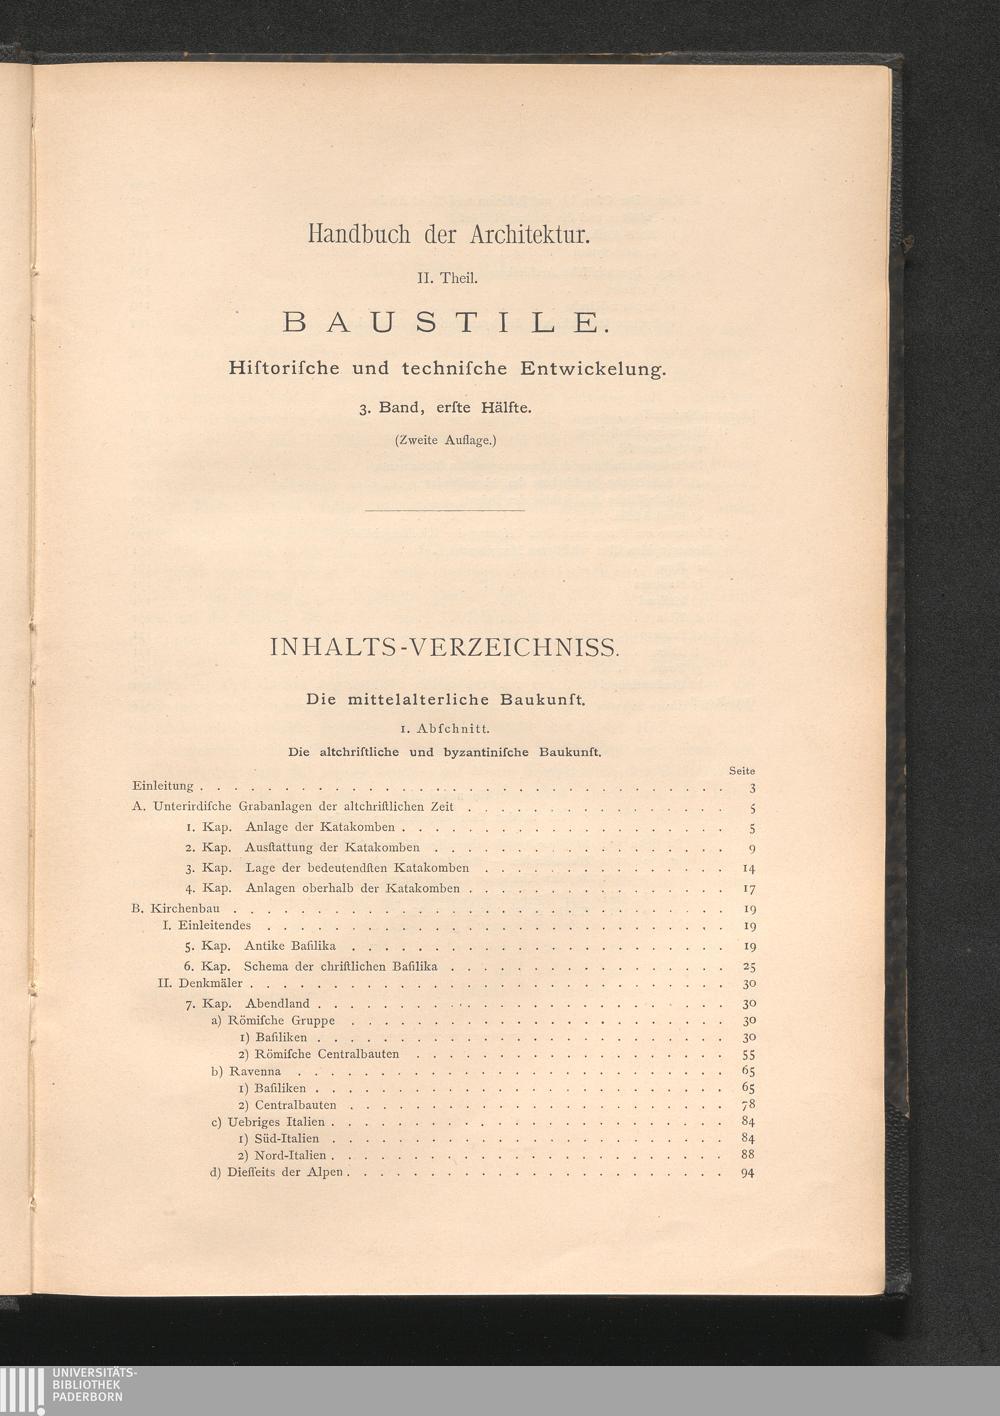 Handbuch der Architektur.
II. Theil.
BAUSTILE.
Hiſtoriſche und techniſche Entwickelung.
3. Band, erſte Hälfte.
(Zweite Auflage.)
INHALTS-VERZEICHNISS.
Die mittelalterliche Baukunſt.
1. Abſchnitt.
Die altchriſtliche und byzantiniſche Baukunſt.
Seite
Einleitung . . . . . . . . . . 3
A. Unterirdiſche Grabanlagen der altchriſtlichen Zeit . . . . . . . . . . 5
1. Kap. Anlage der Katakomben . . . . . . . . . . 5
2. Kap. Ausſtattung der Katakomben . . . . . . . . . . 9
3. Kap. Lage der bedeutendſten Katakomben . . . . . . . . . . 14
4. Kap. Anlagen oberhalb der Katakomben . . . . . . . . . . 17
B. Kirchenbau . . . . . . . . . . 19
I. Einleitendes . . . . . . . . . . 19
5. Kap. Antike Baſilika . . . . . . . . . . 19
6. Kap. Schema der chriſtlichen Baſilika . . . . . . . . . . 25
II. Denkmäler . . . . . . . . . . 30
7. Kap. Abendland . . . . . . . . . . 30
a) Römiſche Gruppe . . . . . . . . . . 30
1) Baſiliken . . . . . . . . . . 30
2) Römiſche Centralbauten . . . . . . . . . . 55
b) Ravenna . . . . . . . . . . 65
1) Baſiliken . . . . . . . . . . 65
2) Centralbauten . . . . . . . . . . 78
c) Uebriges Italien . . . . . . . . . . 84
1) Süd-Italien . . . . . . . . . . 84
2) Nord-Italien . . . . . . . . . . 88
d) Dieſſeits der Alpen . . . . . . . . . . 94
UNIVERSITÄTS-
BIBLIOTHEK
PADERBORN